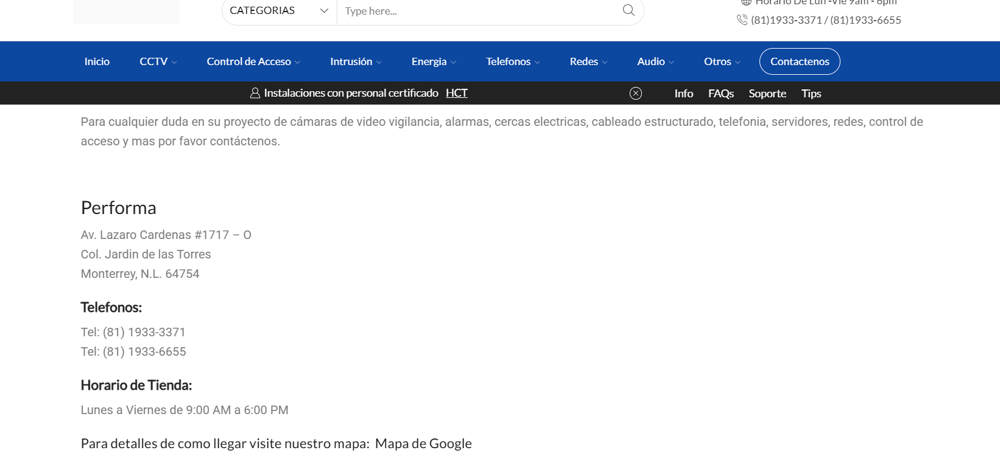 CATEGORIAS
Type here...
Horario De Lun -Vie 9am - 6pm
(81)1933-3371 / (81)1933-6655
Inicio
CCTV
Control de Acceso
Intrusión
Energia
Telefonos
Redes
Audio
Otros
Contactenos
Instalaciones con personal certificado HCT
Info
FAQs
Soporte
Tips
Para cualquier duda en su proyecto de cámaras de video vigilancia, alarmas, cercas electricas, cableado estructurado, telefonia, servidores, redes, control de
acceso y mas por favor contáctenos.
Performa
Av. Lazaro Cardenas #1717 – O
Col. Jardin de las Torres
Monterrey, N.L. 64754
Telefonos:
Tel: (81) 1933-3371
Tel: (81) 1933-6655
Horario de Tienda:
Lunes a Viernes de 9:00 AM a 6:00 PM
Para detalles de como llegar visite nuestro mapa: Mapa de Google